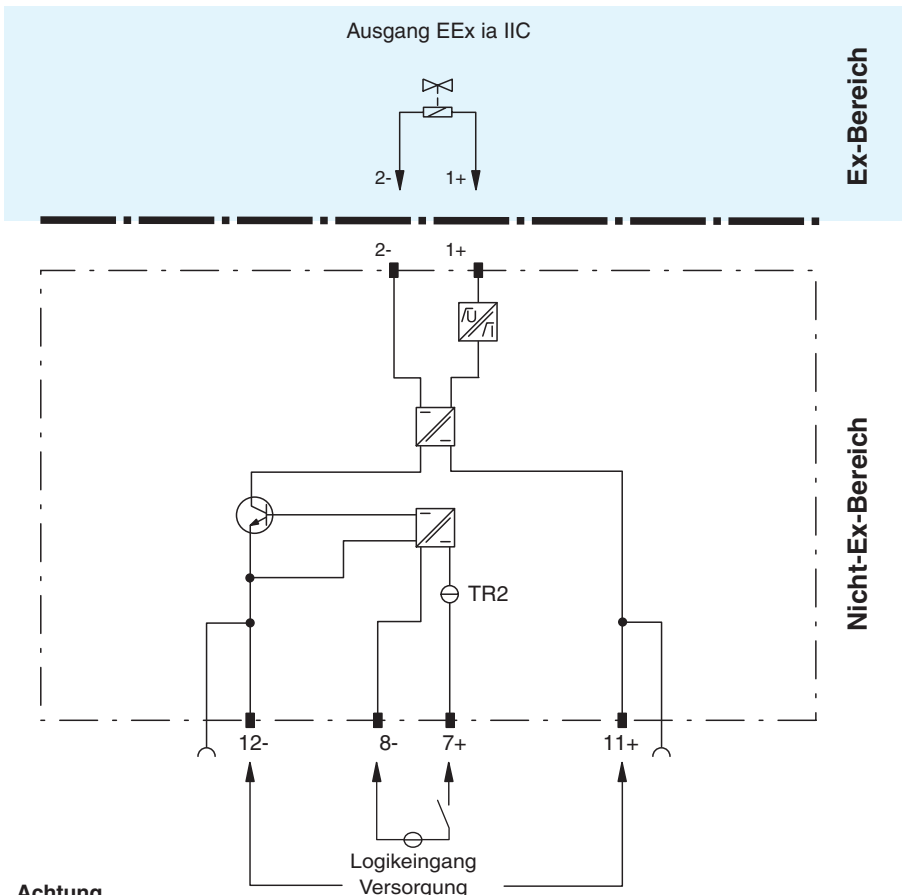 Ausgang EEx ia IIC
Ex-Bereich
2-
1+
2-
1+
U
I
Nicht-Ex-Bereich
TR2
12-
8-
7+
11+
Logikeingang
Versorgung
Achtung